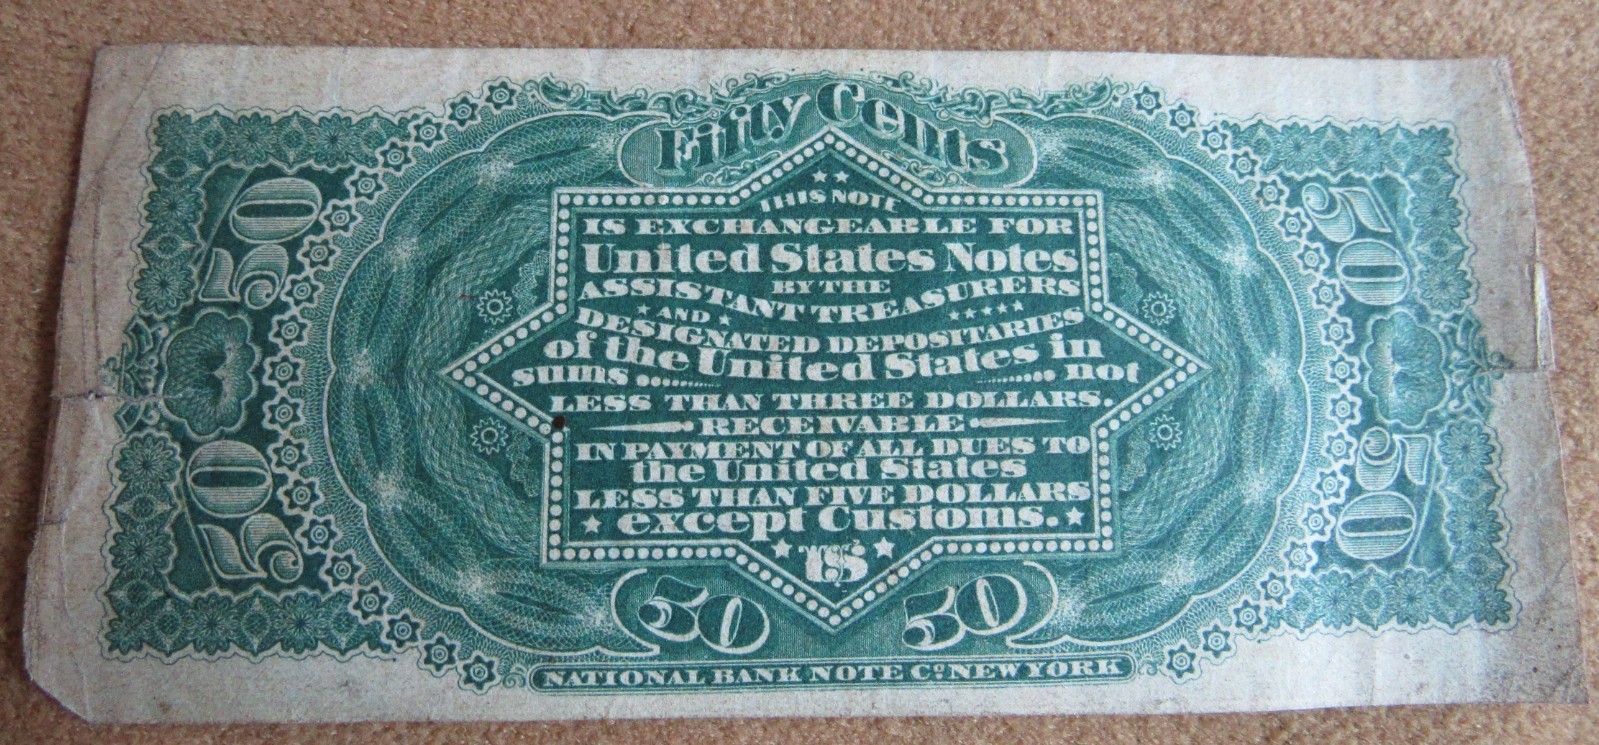 Fifty Cents
THIS NOTE
IS EXCHANGEABLE FOR
United States Notes
BY THE
ASSISTANT TREASURERS
AND
DESIGNATED DEPOSITARIES
of the United States in
sums ........ ........ not
LESS THAN THREE DOLLARS.
RECEIVABLE
IN PAYMENT OF ALL DUES TO
the United States
LESS THAN FIVE DOLLARS
except Customs.
US
50
50
50
50
50 50
NATIONAL BANK NOTE Co. NEW YORK